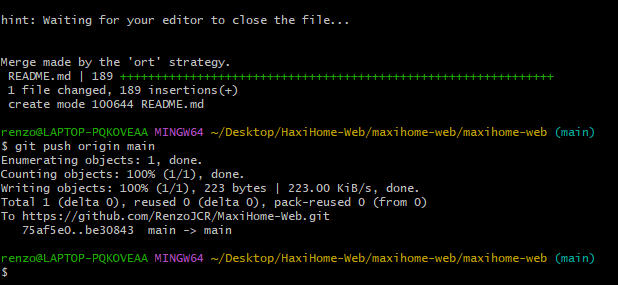 hint: Waiting for your editor to close the file...
Merge made by the 'ort' strategy.
README.md | 189 ++++++++++++++++++++++++++++++++++++++++++++++++++++++++++++++
1 file changed, 189 insertions(+)
create mode 100644 README.md
renzo@LAPTOP-PQKOVEAA MINGW64 ~/Desktop/HaxiHome-Web/maxihome-web/maxihome-web (main)
$ git push origin main
Enumerating objects: 1, done.
Counting objects: 100% (1/1), done.
Writing objects: 100% (1/1), 223 bytes | 223.00 KiB/s, done.
Total 1 (delta 0), reused 0 (delta 0), pack-reused 0 (from 0)
To https://github.com/RenzoJCR/MaxiHome-Web.git
75af5e0..be30843  main -> main
renzo@LAPTOP-PQKOVEAA MINGW64 ~/Desktop/HaxiHome-Web/maxihome-web/maxihome-web (main)
$